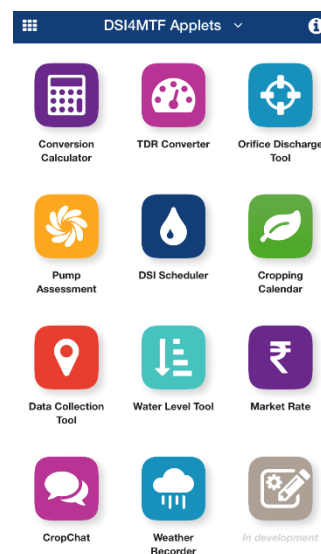 DSI4MTF Applets
Conversion
Calculator
TDR Converter
Orifice Discharge
Tool
Pump
Assessment
DSI Scheduler
Cropping
Calendar
Data Collection
Tool
Water Level Tool
₹
Market Rate
CropChat
Weather
Recorder
In development